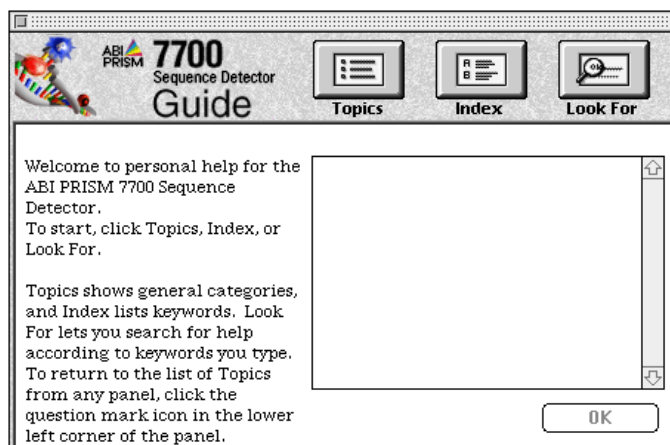 ABI PRISM 7700
Sequence Detector
Guide
Topics
Index
Look For
Welcome to personal help for the
ABI PRISM 7700 Sequence
Detector.
To start, click Topics, Index, or
Look For.
Topics shows general categories,
and Index lists keywords. Look
For lets you search for help
according to keywords you type.
To return to the list of Topics
from any panel, click the
question mark icon in the lower
left corner of the panel.
OK